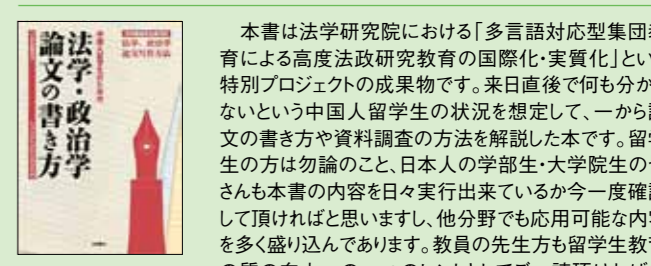 中国人留学生のための
法学・政治学
論文の書き方
本書は法学研究院における「多言語対応型集団
育による高度法政研究教育の国際化・実質化」とい
特別プロジェクトの成果物です。来日直後で何も分か
ないという中国人留学生の状況を想定して、一から
文の書き方や資料調査の方法を解説した本です。留
生の方は勿論のこと、日本人の学部生・大学院生の
さんも本書の内容を日々実行出来ているか今一度確
して頂ければと思いますし、他分野でも応用可能な内
を多く盛り込んであります。教員の先生方も留学生教